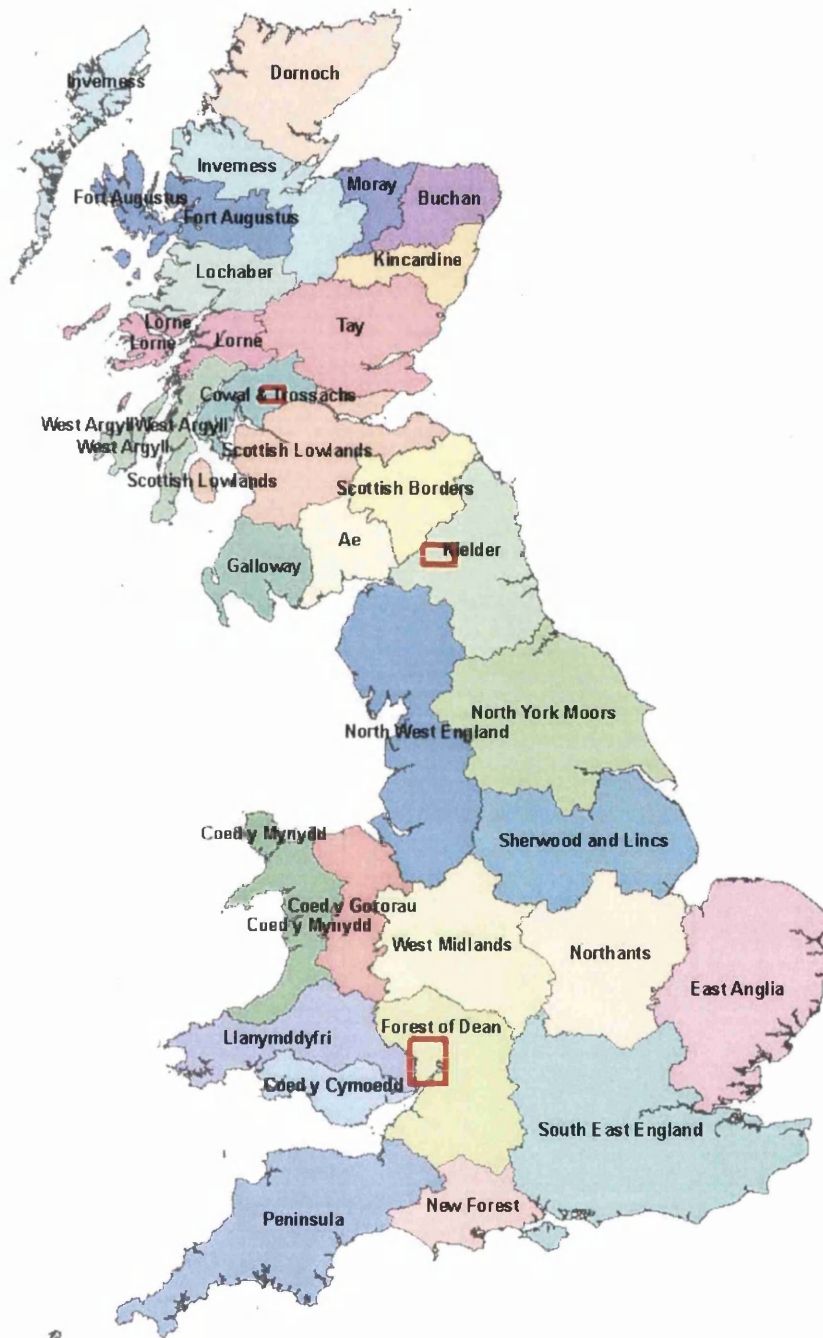 Dornoch
Inverness
Inverness
Moray
Buchan
Fort Augustus
Fort Augustus
Kincardine
Lochaber
Lorne
Lorne
Lorne
Tay
Cowal & Trossachs
West Argyll
West Argyll
West Argyll
Scottish Lowlands
Scottish Lowlands
Scottish Borders
Ae
Kielder
Galloway
North York Moors
North West England
Coed y Mynydd
Sherwood and Lincs
Coed y Gororau
Coed y Mynydd
West Midlands
Northants
East Anglia
Forest of Dean
Llanymddyfri
Coed y Cymoedd
South East England
New Forest
Peninsula